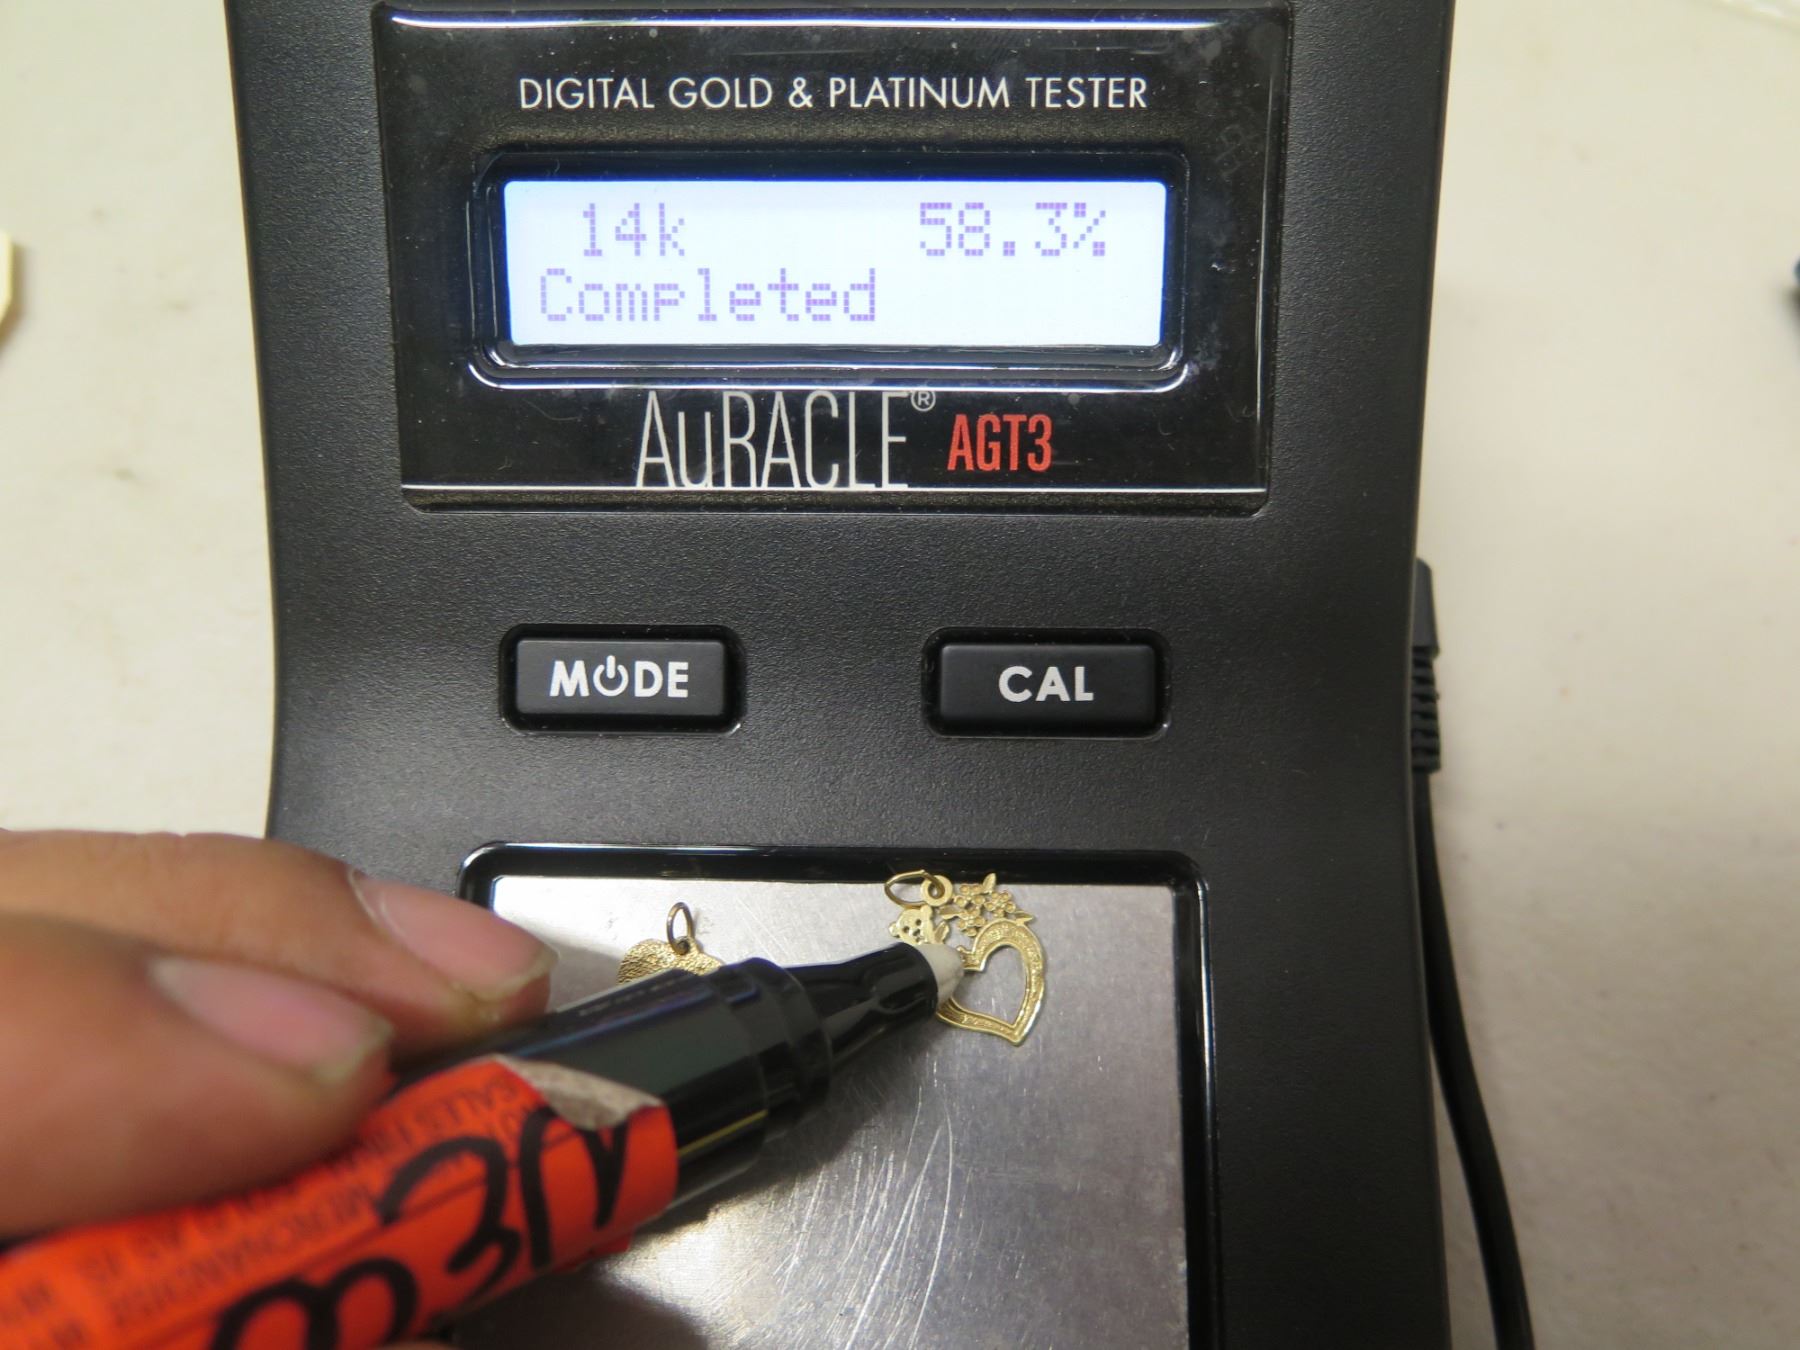 DIGITAL GOLD & PLATINUM TESTER
14k 58.3%
Completed
AuRACLE® AGT3
MODE
CAL